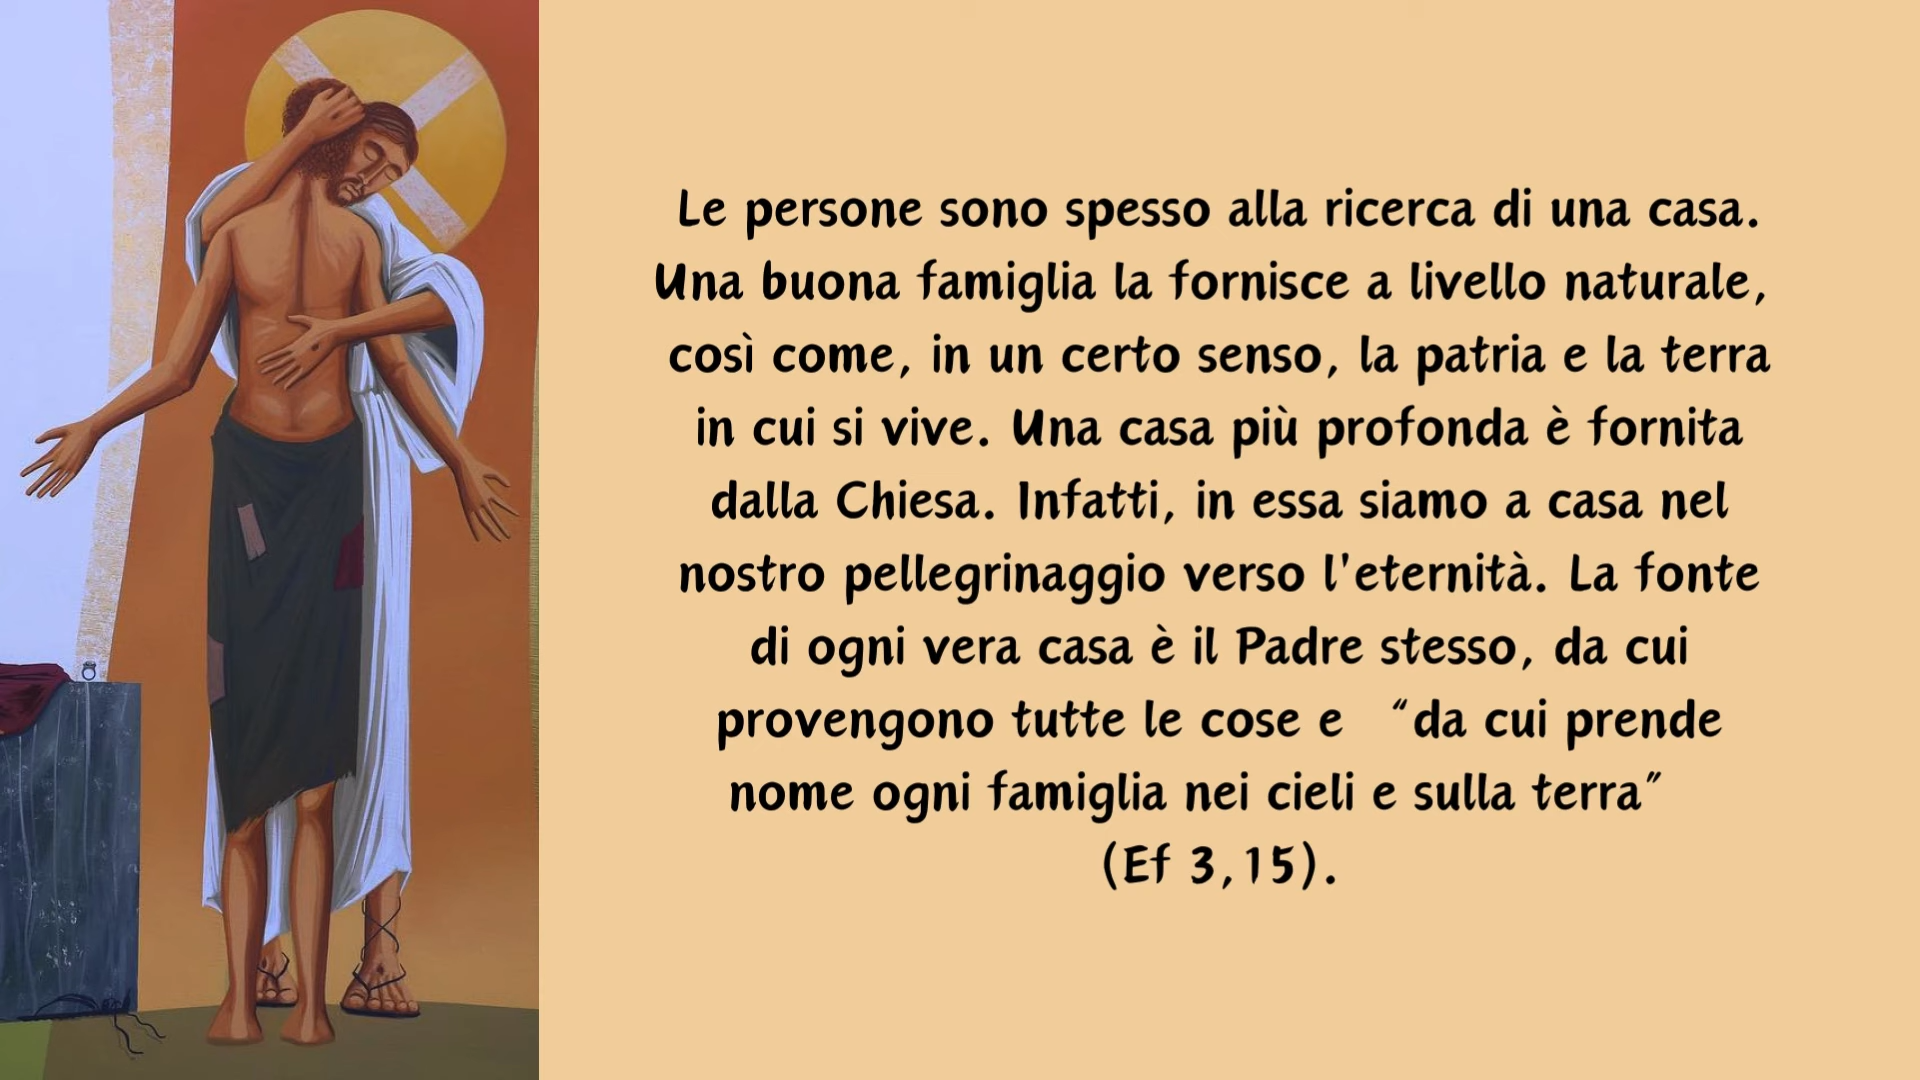 Le persone sono spesso alla ricerca di una casa.
Una buona famiglia la fornisce a livello naturale,
così come, in un certo senso, la patria e la terra
in cui si vive. Una casa più profonda è fornita
dalla Chiesa. Infatti, in essa siamo a casa nel
nostro pellegrinaggio verso l'eternità. La fonte
di ogni vera casa è il Padre stesso, da cui
provengono tutte le cose e “da cui prende
nome ogni famiglia nei cieli e sulla terra”
(Ef 3,15).